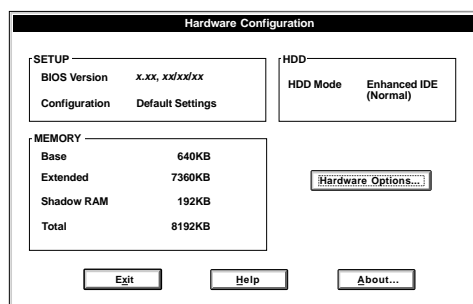 Hardware Configuration
SETUP
BIOS Version x.xx, xx/xx/xx
Configuration Default Settings
HDD
HDD Mode Enhanced IDE
(Normal)
MEMORY
Base 640KB
Extended 7360KB
Shadow RAM 192KB
Total 8192KB
Hardware Options...
Exit Help About...